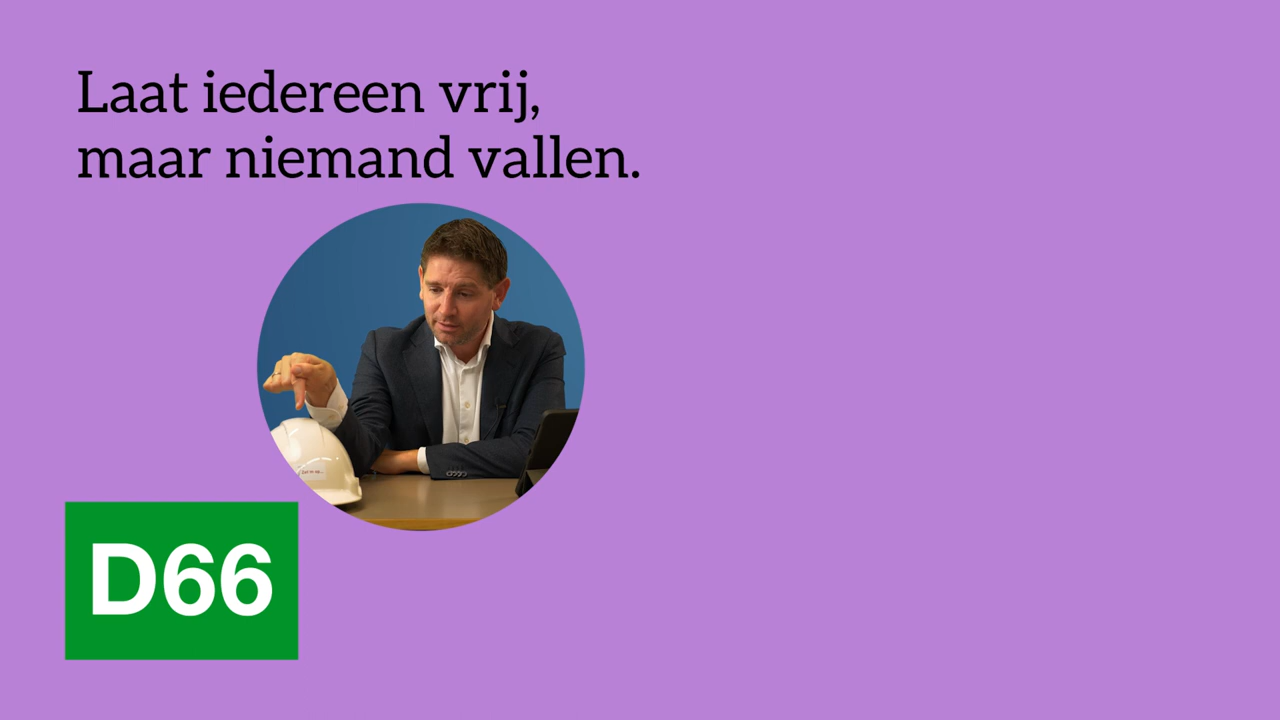 Laat iedereen vrij,
maar niemand vallen.
D66